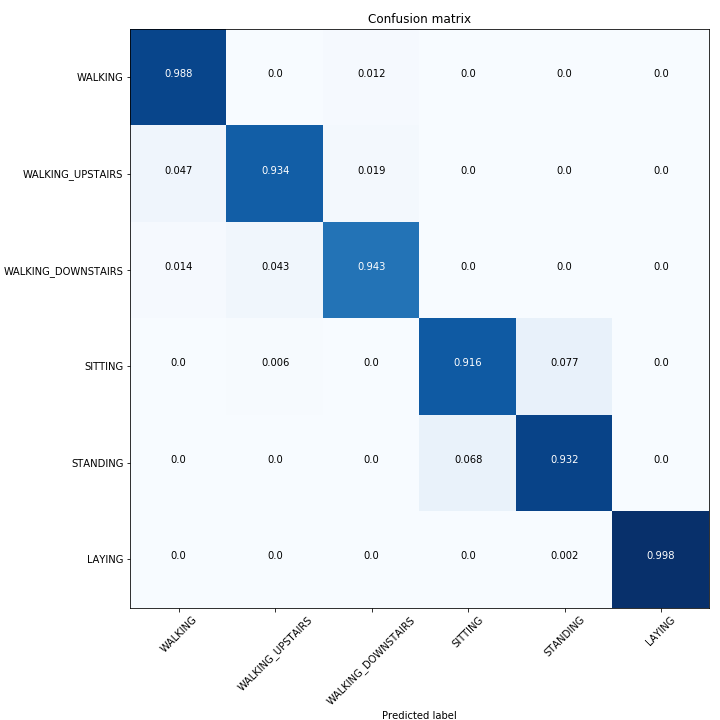 Confusion matrix
WALKING 0.988 0.0 0.012 0.0 0.0 0.0
WALKING_UPSTAIRS 0.047 0.934 0.019 0.0 0.0 0.0
WALKING_DOWNSTAIRS 0.014 0.043 0.943 0.0 0.0 0.0
SITTING 0.0 0.006 0.0 0.916 0.077 0.0
STANDING 0.0 0.0 0.0 0.068 0.932 0.0
LAYING 0.0 0.0 0.0 0.0 0.002 0.998
WALKING WALKING_UPSTAIRS WALKING_DOWNSTAIRS SITTING STANDING LAYING
Predicted label